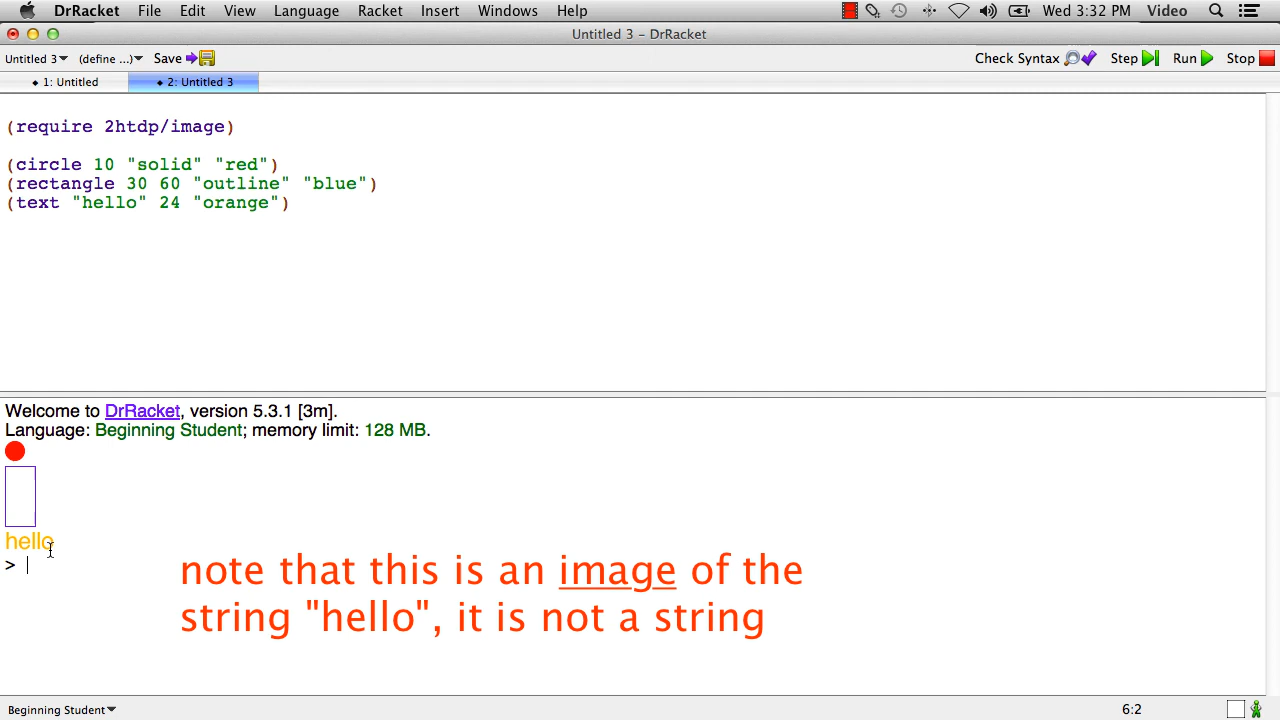 DrRacket File Edit View Language Racket Insert Windows Help Wed 3:32 PM Video
Untitled 3 – DrRacket
Untitled 3 (define ...) Save Check Syntax Step Run Stop
1: Untitled 2: Untitled 3
(require 2htdp/image)
(circle 10 "solid" "red")
(rectangle 30 60 "outline" "blue")
(text "hello" 24 "orange")
Welcome to DrRacket, version 5.3.1 [3m].
Language: Beginning Student; memory limit: 128 MB.
hello
>
note that this is an image of the
string "hello", it is not a string
Beginning Student 6:2